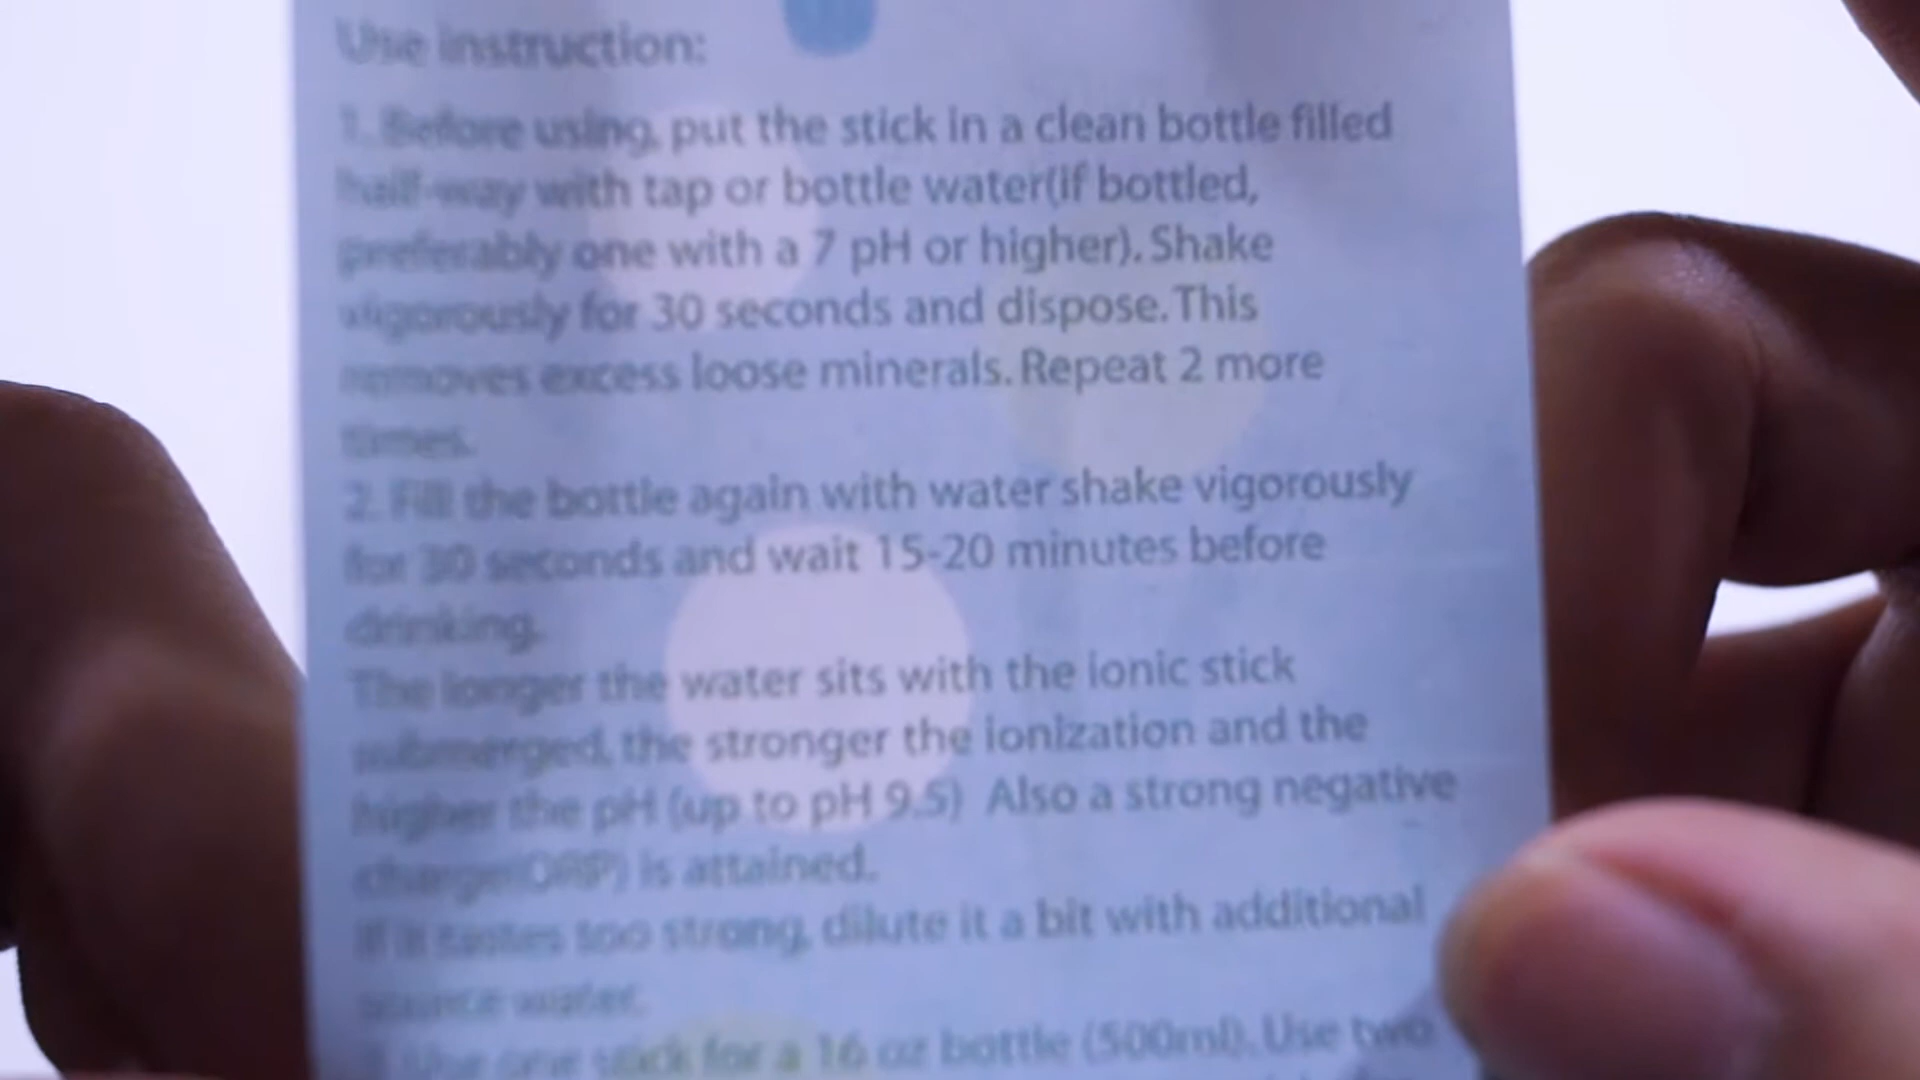 Use instruction:
1. Before using, put the stick in a clean bottle filled
half-way with tap or bottle water(if bottled,
preferably one with a 7 pH or higher). Shake
vigorously for 30 seconds and dispose. This
removes excess loose minerals. Repeat 2 more
times.
2. Fill the bottle again with water shake vigorously
for 30 seconds and wait 15-20 minutes before
drinking.
The longer the water sits with the ionic stick
submerged, the stronger the ionization and the
higher the pH (up to pH 9.5) Also a strong negative
charge(ORP) is attained.
If it tastes too strong, dilute it a bit with additional
source water.
Use one stick for a 16 oz bottle (500ml). Use two